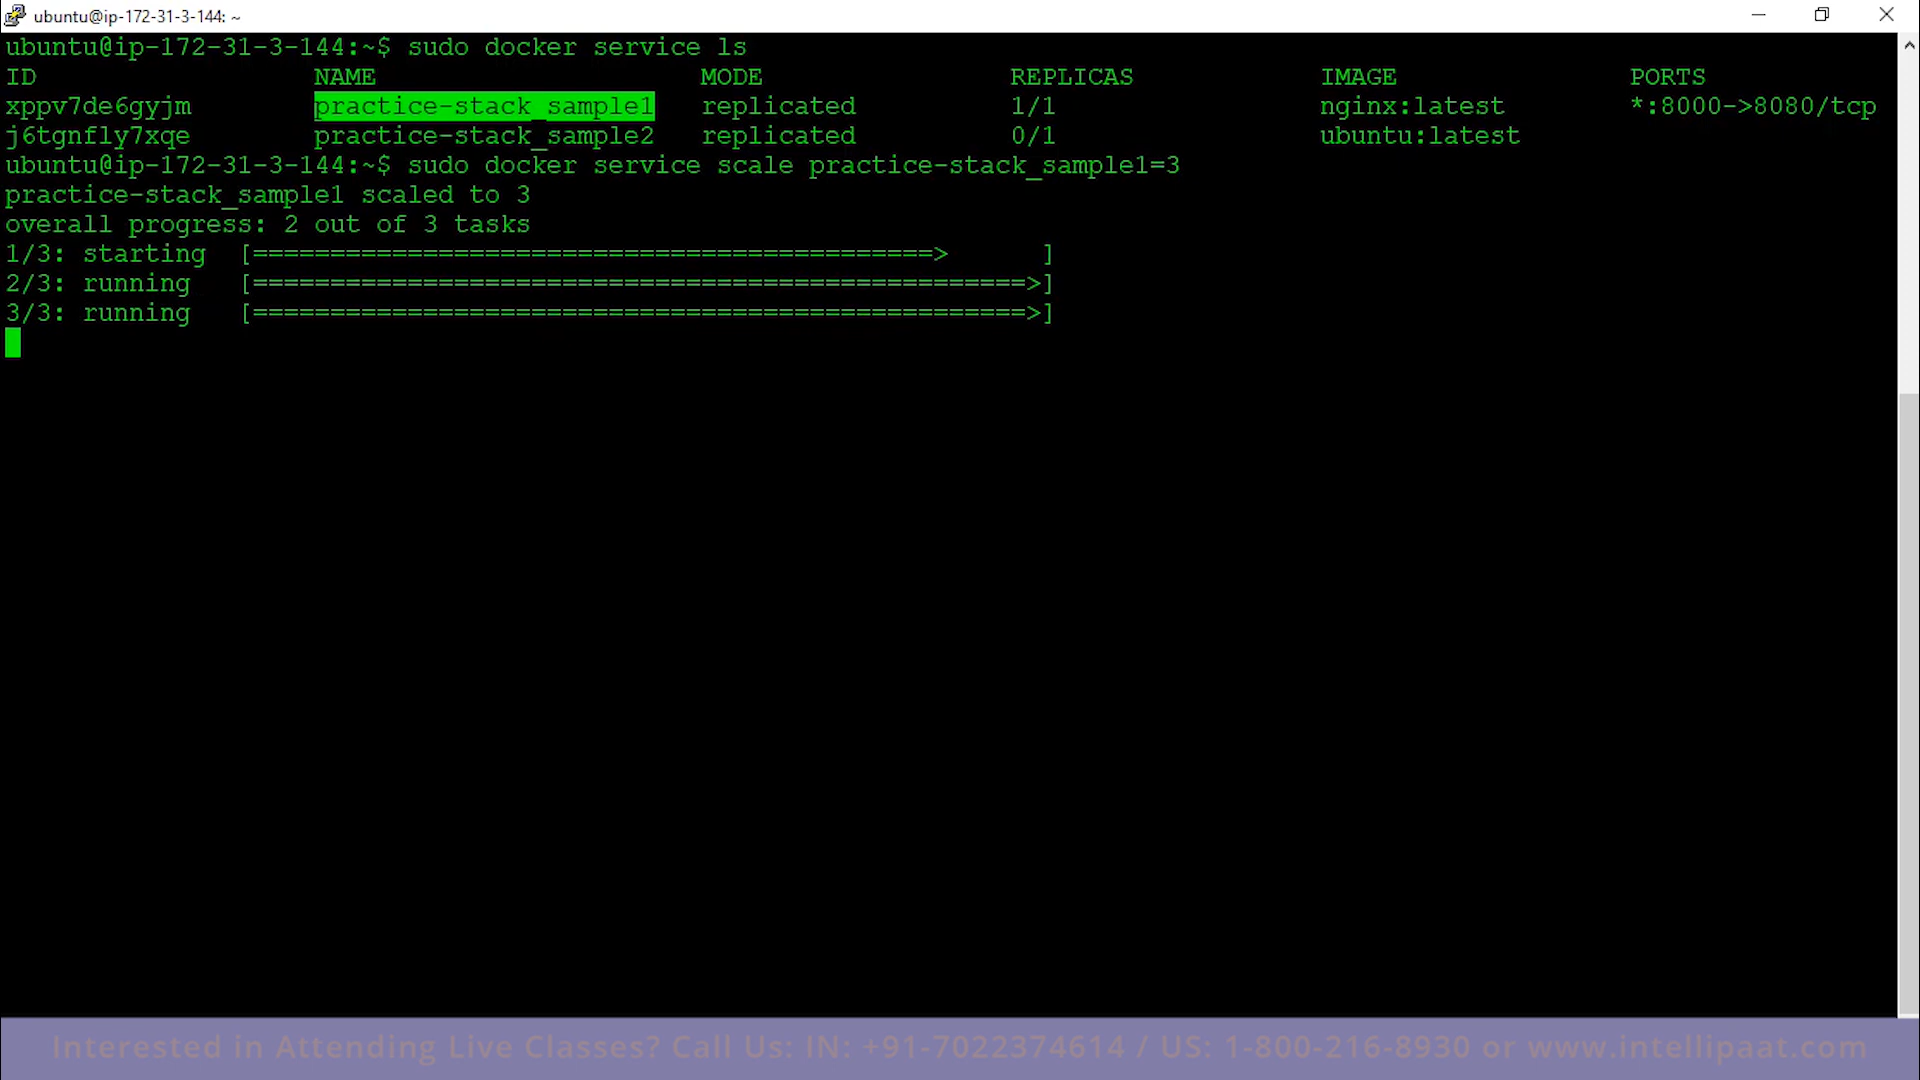 ubuntu@ip-172-31-3-144: ~
ubuntu@ip-172-31-3-144:~$ sudo docker service ls
ID NAME MODE REPLICAS IMAGE PORTS
xppv7de6gyjm practice-stack_sample1 replicated 1/1 nginx:latest *:8000->8080/tcp
j6tgnfly7xqe practice-stack_sample2 replicated 0/1 ubuntu:latest
ubuntu@ip-172-31-3-144:~$ sudo docker service scale practice-stack_sample1=3
practice-stack_sample1 scaled to 3
overall progress: 2 out of 3 tasks
1/3: starting [============================================> ]
2/3: running [==================================================>]
3/3: running [==================================================>]
Interested in Attending Live Classes? Call Us: IN: +91-7022374614 / US: 1-800-216-8930 or www.intellipaat.com